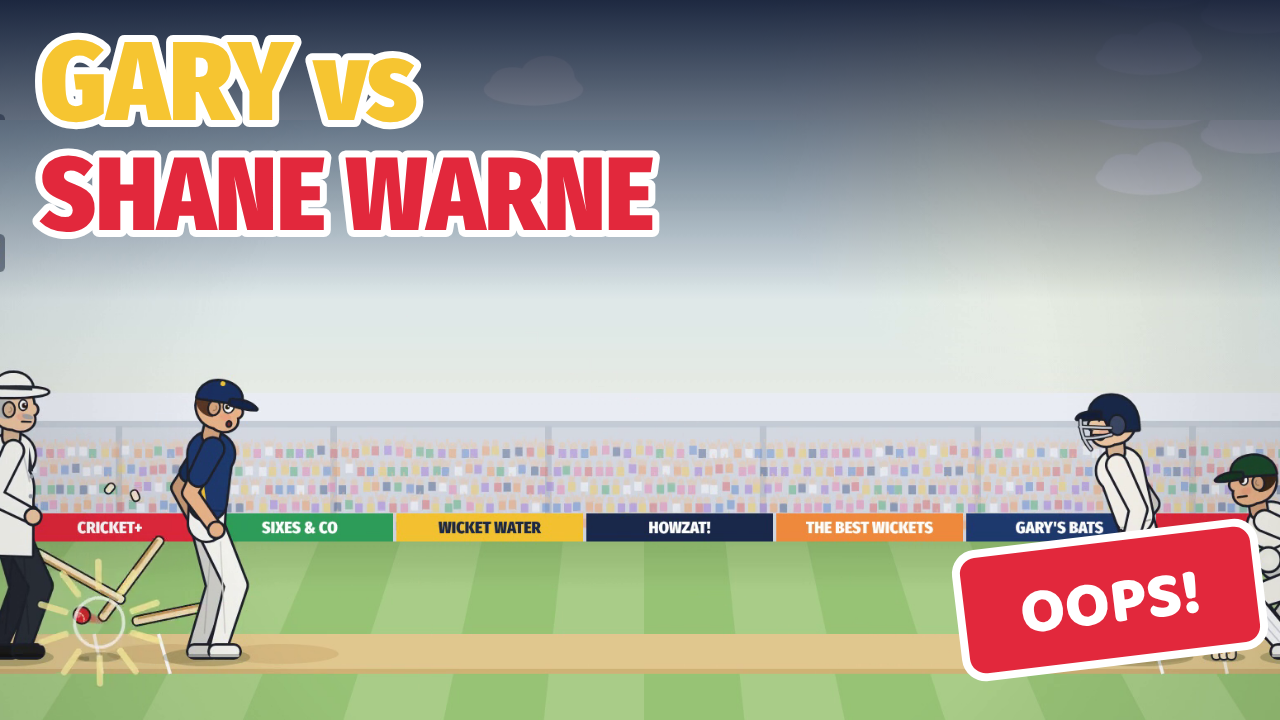 GARY VS
SHANE WARNE
CRICKET+
SIXES & CO
WICKET WATER
HOWZAT!
THE BEST WICKETS
GARY'S BATS
OOPS!